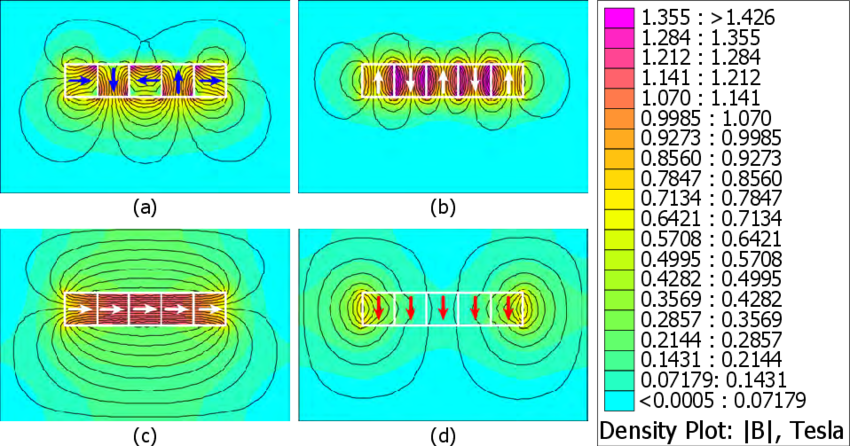 (a)
(b)
(c)
(d)
1.355 : >1.426
1.284 : 1.355
1.212 : 1.284
1.141 : 1.212
1.070 : 1.141
0.9985 : 1.070
0.9273 : 0.9985
0.8560 : 0.9273
0.7847 : 0.8560
0.7134 : 0.7847
0.6421 : 0.7134
0.5708 : 0.6421
0.4995 : 0.5708
0.4282 : 0.4995
0.3569 : 0.4282
0.2857 : 0.3569
0.2144 : 0.2857
0.1431 : 0.2144
0.07179: 0.1431
<0.0005 : 0.07179
Density Plot: |B|, Tesla